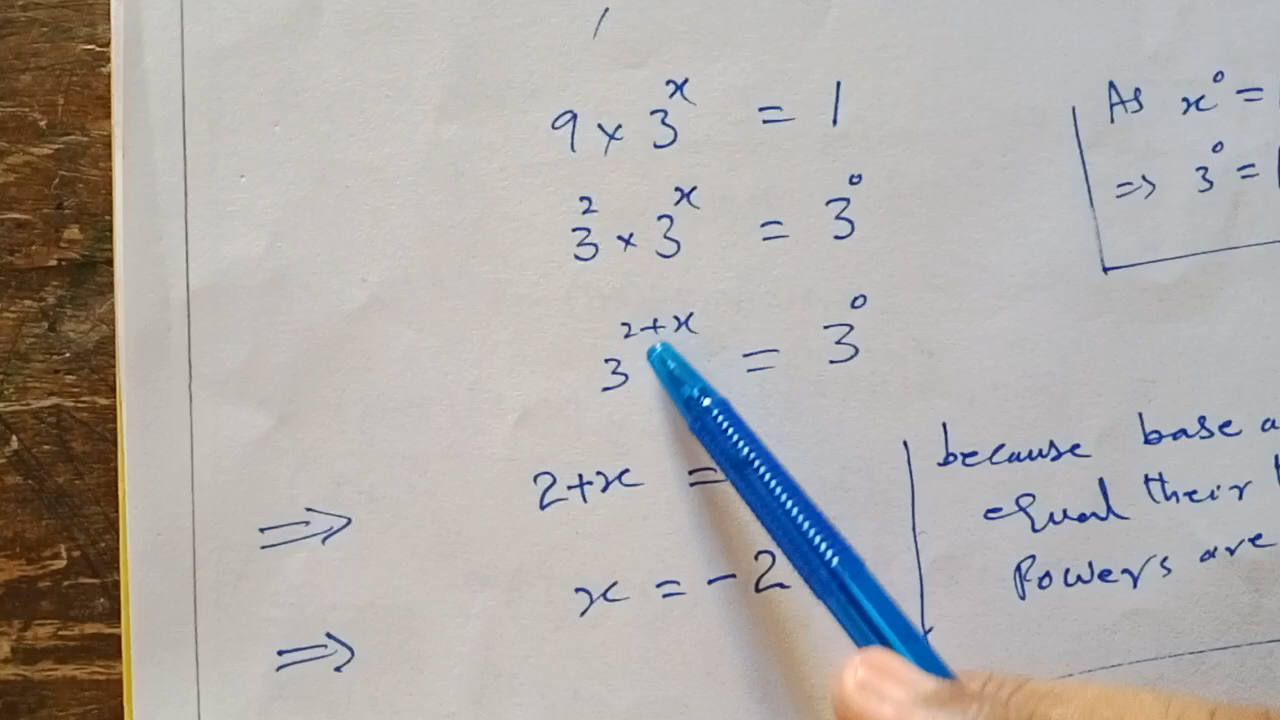 9 × 3^x = 1
3^2 × 3^x = 3^0
3^(2+x) = 3^0
⇒ 2+x =
⇒ x = -2
As x^0 =
⇒ 3^0 =
because base
equal their
Powers are